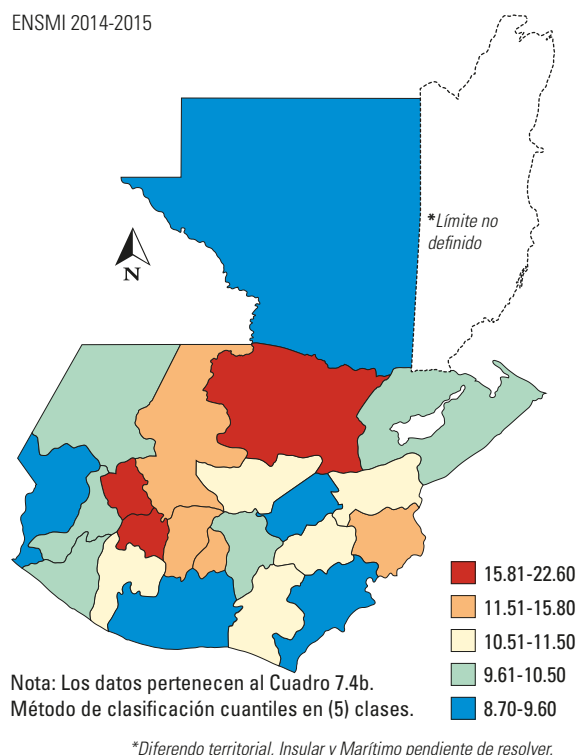 ENSMI 2014-2015
*Límite no
definido
N
15.81-22.60
11.51-15.80
10.51-11.50
9.61-10.50
8.70-9.60
Nota: Los datos pertenecen al Cuadro 7.4b.
Método de clasificación cuantiles en (5) clases.
*Diferendo territorial, Insular y Marítimo pendiente de resolver.